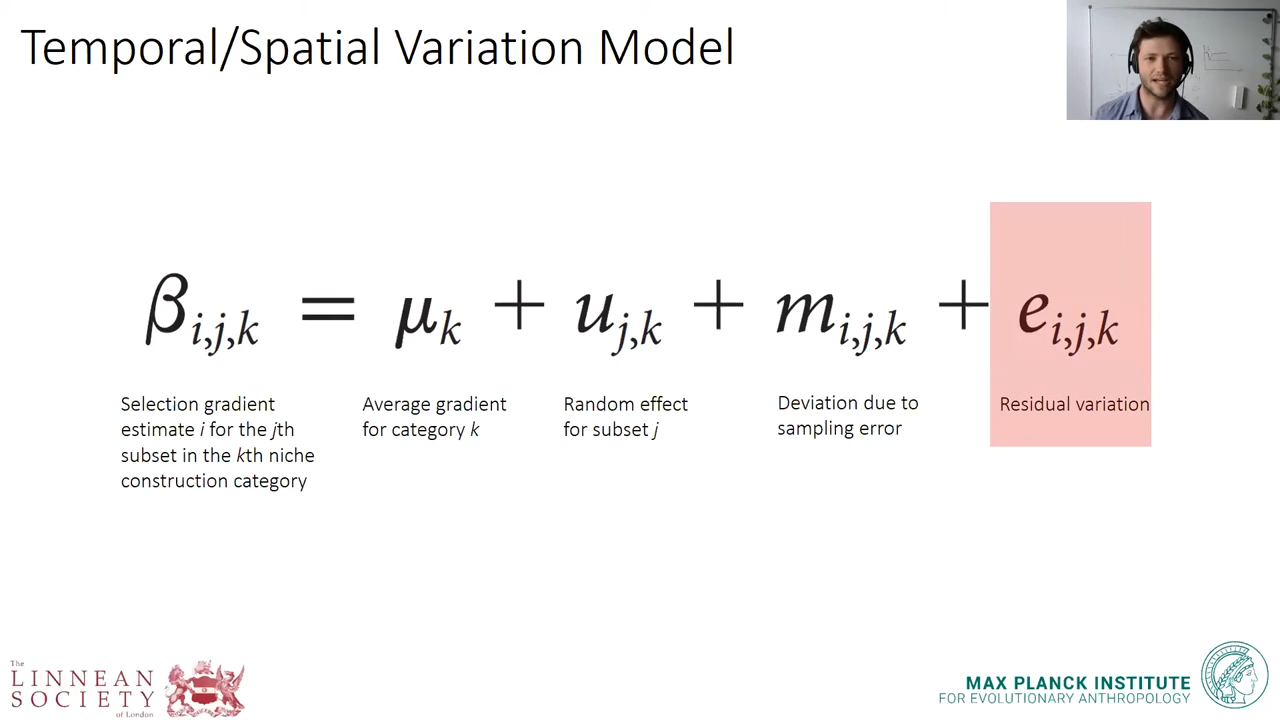 Temporal/Spatial Variation Model
β i,j,k = μ k + u j,k + m i,j,k + e i,j,k
Selection gradient
estimate i for the jth
subset in the kth niche
construction category
Average gradient
for category k
Random effect
for subset j
Deviation due to
sampling error
Residual variation
The
LINNEAN
SOCIETY
of London
MAX PLANCK INSTITUTE
FOR EVOLUTIONARY ANTHROPOLOGY